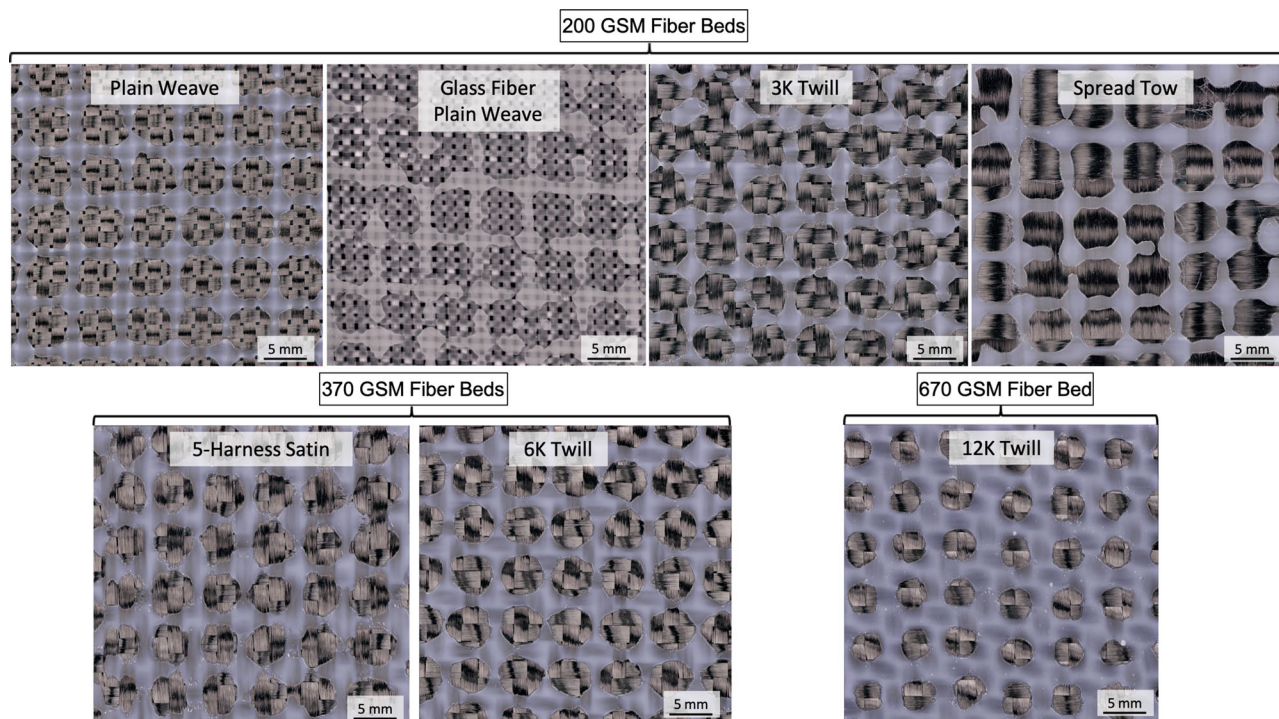 200 GSM Fiber Beds
Plain Weave
Glass Fiber
Plain Weave
3K Twill
Spread Tow
5 mm
5 mm
5 mm
5 mm
370 GSM Fiber Beds
670 GSM Fiber Bed
5-Harness Satin
6K Twill
12K Twill
5 mm
5 mm
5 mm